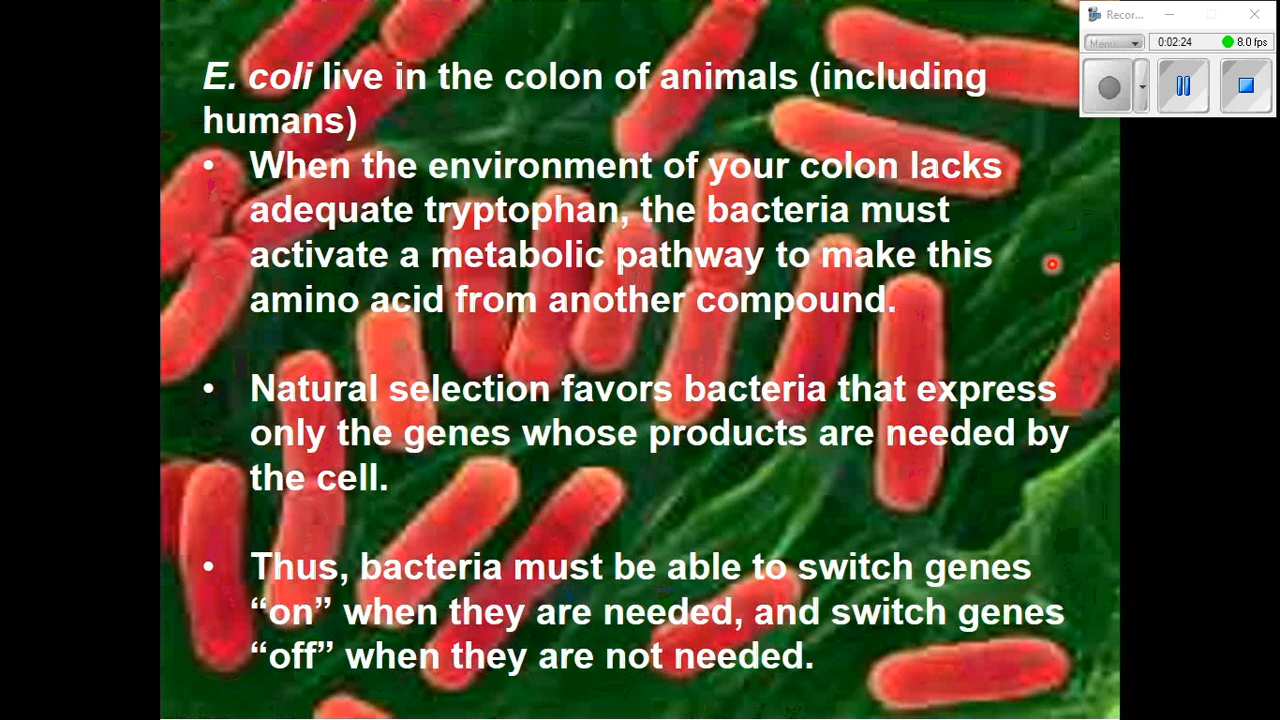 E. coli live in the colon of animals (including
humans)
• When the environment of your colon lacks
adequate tryptophan, the bacteria must
activate a metabolic pathway to make this
amino acid from another compound.
• Natural selection favors bacteria that express
only the genes whose products are needed by
the cell.
• Thus, bacteria must be able to switch genes
“on” when they are needed, and switch genes
“off” when they are not needed.
Recor...
Menu 0:02:24 8.0 fps